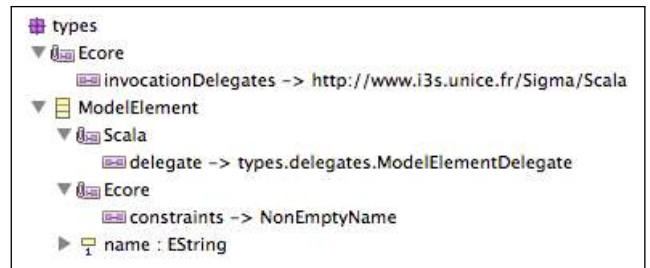 types
Ecore
invocationDelegates -> http://www.i3s.unice.fr/Sigma/Scala
ModelElement
Scala
delegate -> types.delegates.ModelElementDelegate
Ecore
constraints -> NonEmptyName
1 name : EString